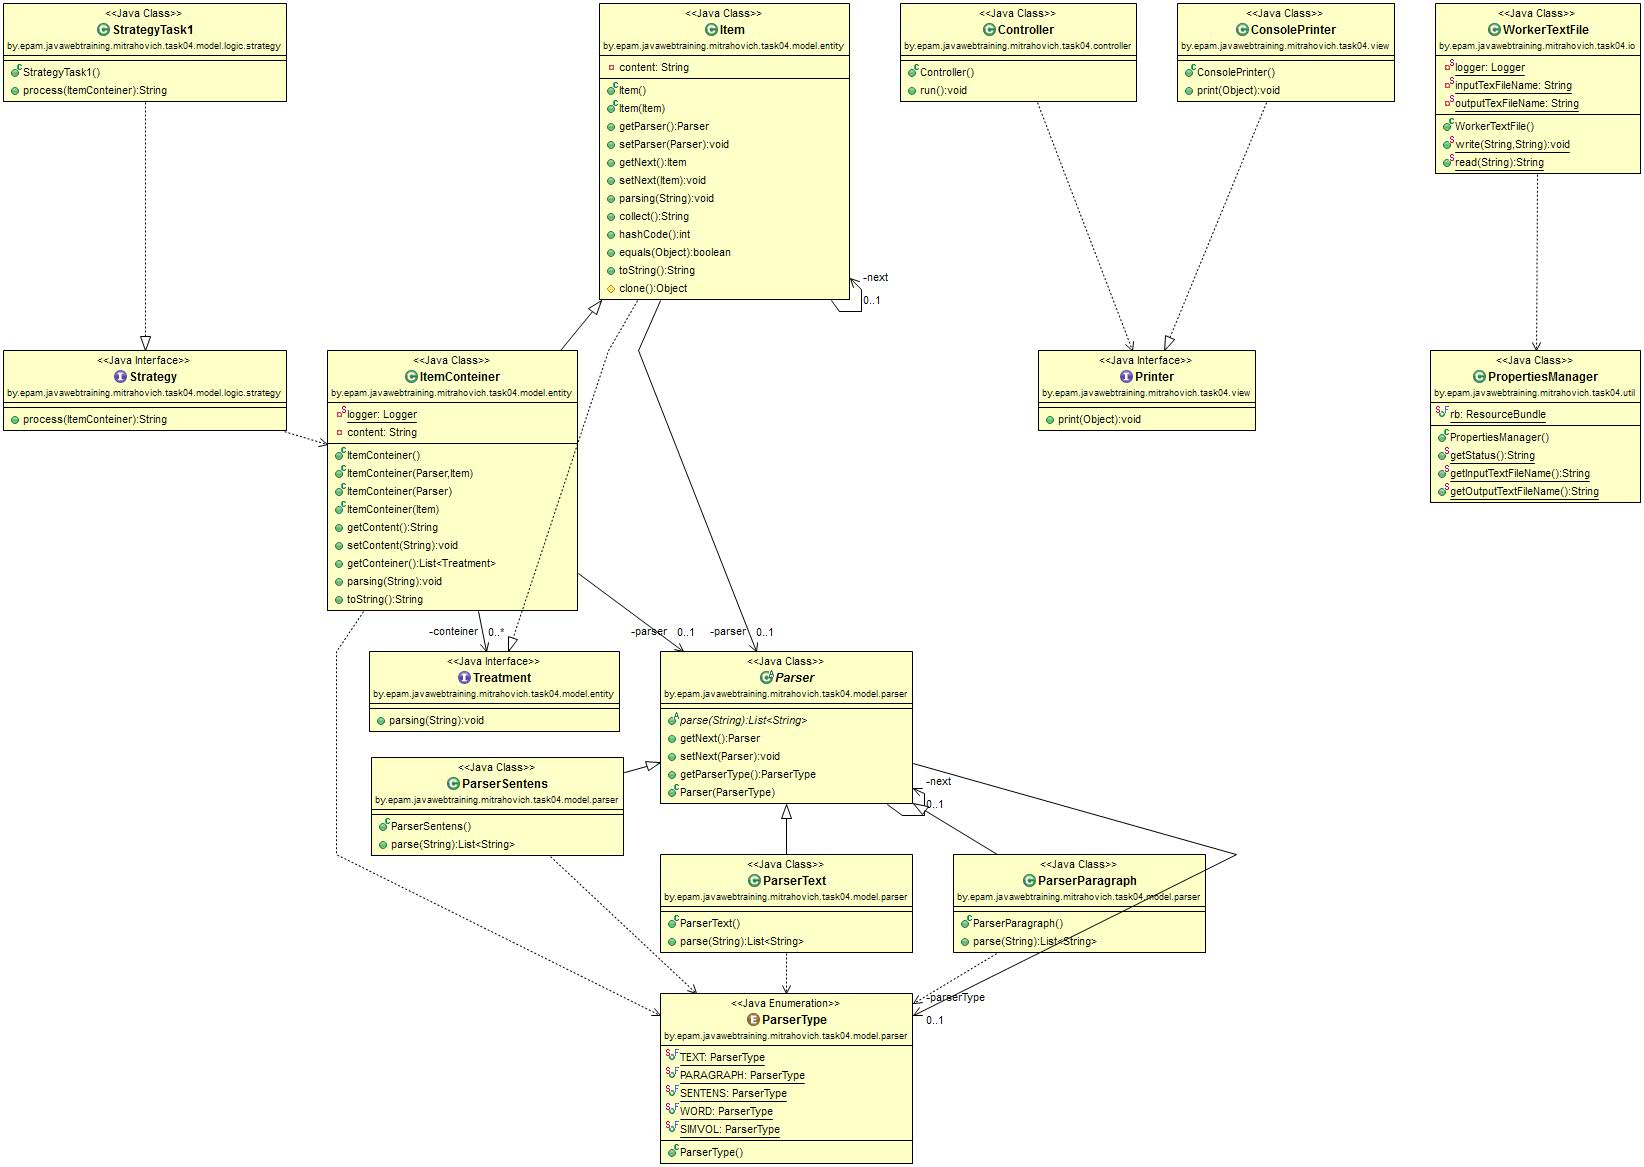 <<Java Class>>
StrategyTask1
by.epam.javawebtraining.mitrahovich.task04.model.logic.strategy
StrategyTask1()
process(ItemConteiner):String
<<Java Class>>
Item
by.epam.javawebtraining.mitrahovich.task04.model.entity
content: String
Item()
Item(Item)
getParser():Parser
setParser(Parser):void
getNext():Item
setNext(Item):void
parsing(String):void
collect():String
hashCode():int
equals(Object):boolean
toString():String
clone():Object
-next
0..1
<<Java Class>>
Controller
by.epam.javawebtraining.mitrahovich.task04.controller
Controller()
run():void
<<Java Class>>
ConsolePrinter
by.epam.javawebtraining.mitrahovich.task04.view
ConsolePrinter()
print(Object):void
<<Java Class>>
WorkerTextFile
by.epam.javawebtraining.mitrahovich.task04.io
logger: Logger
inputTexFileName: String
outputTexFileName: String
WorkerTextFile()
write(String,String):void
read(String):String
<<Java Interface>>
Strategy
by.epam.javawebtraining.mitrahovich.task04.model.logic.strategy
process(ItemConteiner):String
<<Java Class>>
ItemConteiner
by.epam.javawebtraining.mitrahovich.task04.model.entity
logger: Logger
content: String
ItemConteiner()
ItemConteiner(Parser,Item)
ItemConteiner(Parser)
ItemConteiner(Item)
getContent():String
setContent(String):void
getConteiner():List<Treatment>
parsing(String):void
toString():String
<<Java Interface>>
Printer
by.epam.javawebtraining.mitrahovich.task04.view
print(Object):void
<<Java Class>>
PropertiesManager
by.epam.javawebtraining.mitrahovich.task04.util
rb: ResourceBundle
PropertiesManager()
getStatus():String
getInputTextFileName():String
getOutputTextFileName():String
-conteiner 0..*
-parser 0..1
-parser 0..1
<<Java Interface>>
Treatment
by.epam.javawebtraining.mitrahovich.task04.model.entity
parsing(String):void
<<Java Class>>
Parser
by.epam.javawebtraining.mitrahovich.task04.model.parser
parse(String):List<String>
getNext():Parser
setNext(Parser):void
getParserType():ParserType
Parser(ParserType)
-next
0..1
<<Java Class>>
ParserSentens
by.epam.javawebtraining.mitrahovich.task04.model.parser
ParserSentens()
parse(String):List<String>
<<Java Class>>
ParserText
by.epam.javawebtraining.mitrahovich.task04.model.parser
ParserText()
parse(String):List<String>
<<Java Class>>
ParserParagraph
by.epam.javawebtraining.mitrahovich.task04.model.parser
ParserParagraph()
parse(String):List<String>
-parserType
0..1
<<Java Enumeration>>
ParserType
by.epam.javawebtraining.mitrahovich.task04.model.parser
TEXT: ParserType
PARAGRAPH: ParserType
SENTENS: ParserType
WORD: ParserType
SIMVOL: ParserType
ParserType()